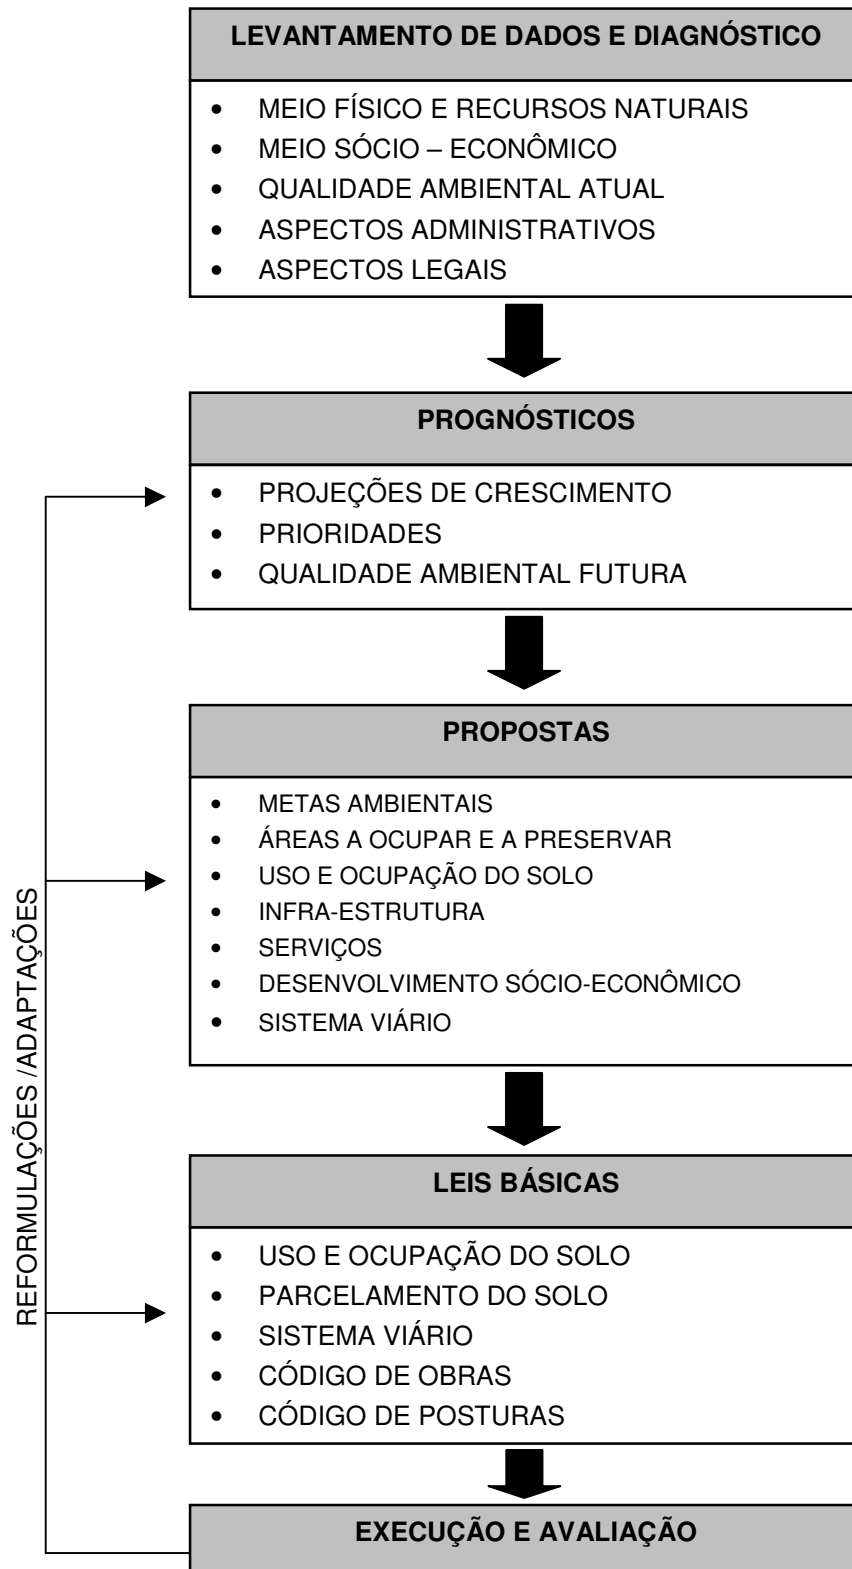 LEVANTAMENTO DE DADOS E DIAGNÓSTICO
• MEIO FÍSICO E RECURSOS NATURAIS
• MEIO SÓCIO – ECONÔMICO
• QUALIDADE AMBIENTAL ATUAL
• ASPECTOS ADMINISTRATIVOS
• ASPECTOS LEGAIS
PROGNÓSTICOS
• PROJEÇÕES DE CRESCIMENTO
• PRIORIDADES
• QUALIDADE AMBIENTAL FUTURA
PROPOSTAS
• METAS AMBIENTAIS
• ÁREAS A OCUPAR E A PRESERVAR
• USO E OCUPAÇÃO DO SOLO
• INFRA-ESTRUTURA
• SERVIÇOS
• DESENVOLVIMENTO SÓCIO-ECONÔMICO
• SISTEMA VIÁRIO
LEIS BÁSICAS
• USO E OCUPAÇÃO DO SOLO
• PARCELAMENTO DO SOLO
• SISTEMA VIÁRIO
• CÓDIGO DE OBRAS
• CÓDIGO DE POSTURAS
EXECUÇÃO E AVALIAÇÃO
REFORMULAÇÕES /ADAPTAÇÕES